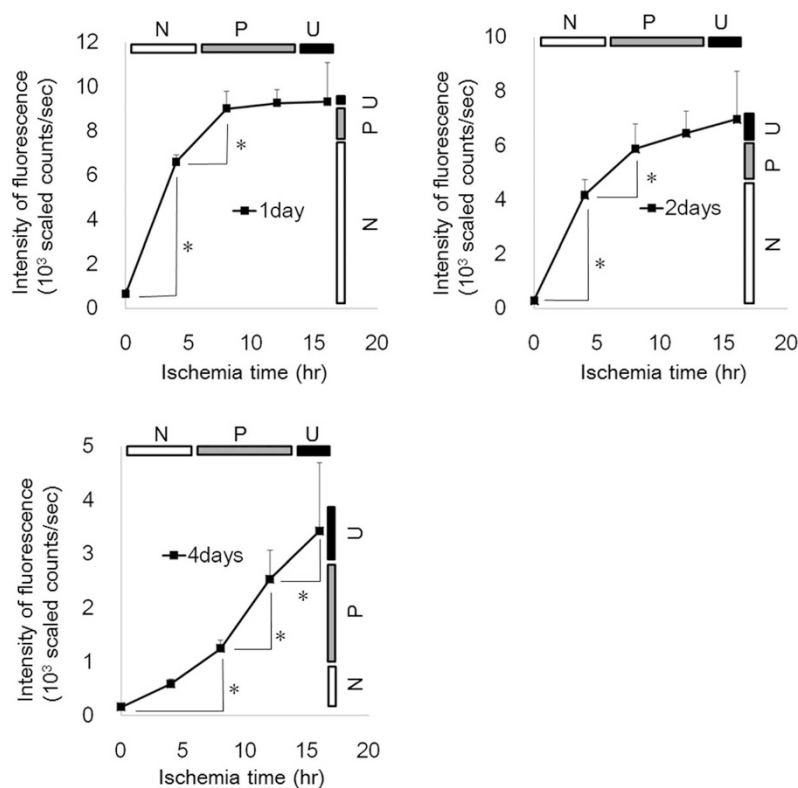 N P U
12
10
8
6
4
2
0
Intensity of fluorescence
(10³ scaled counts/sec)
1day
*
*
U
P
N
0 5 10 15 20
Ischemia time (hr)
N P U
10
8
6
4
2
0
Intensity of fluorescence
(10³ scaled counts/sec)
2days
*
*
U
P
N
0 5 10 15 20
Ischemia time (hr)
N P U
5
4
3
2
1
0
Intensity of fluorescence
(10³ scaled counts/sec)
4days
*
*
*
U
P
N
0 5 10 15 20
Ischemia time (hr)